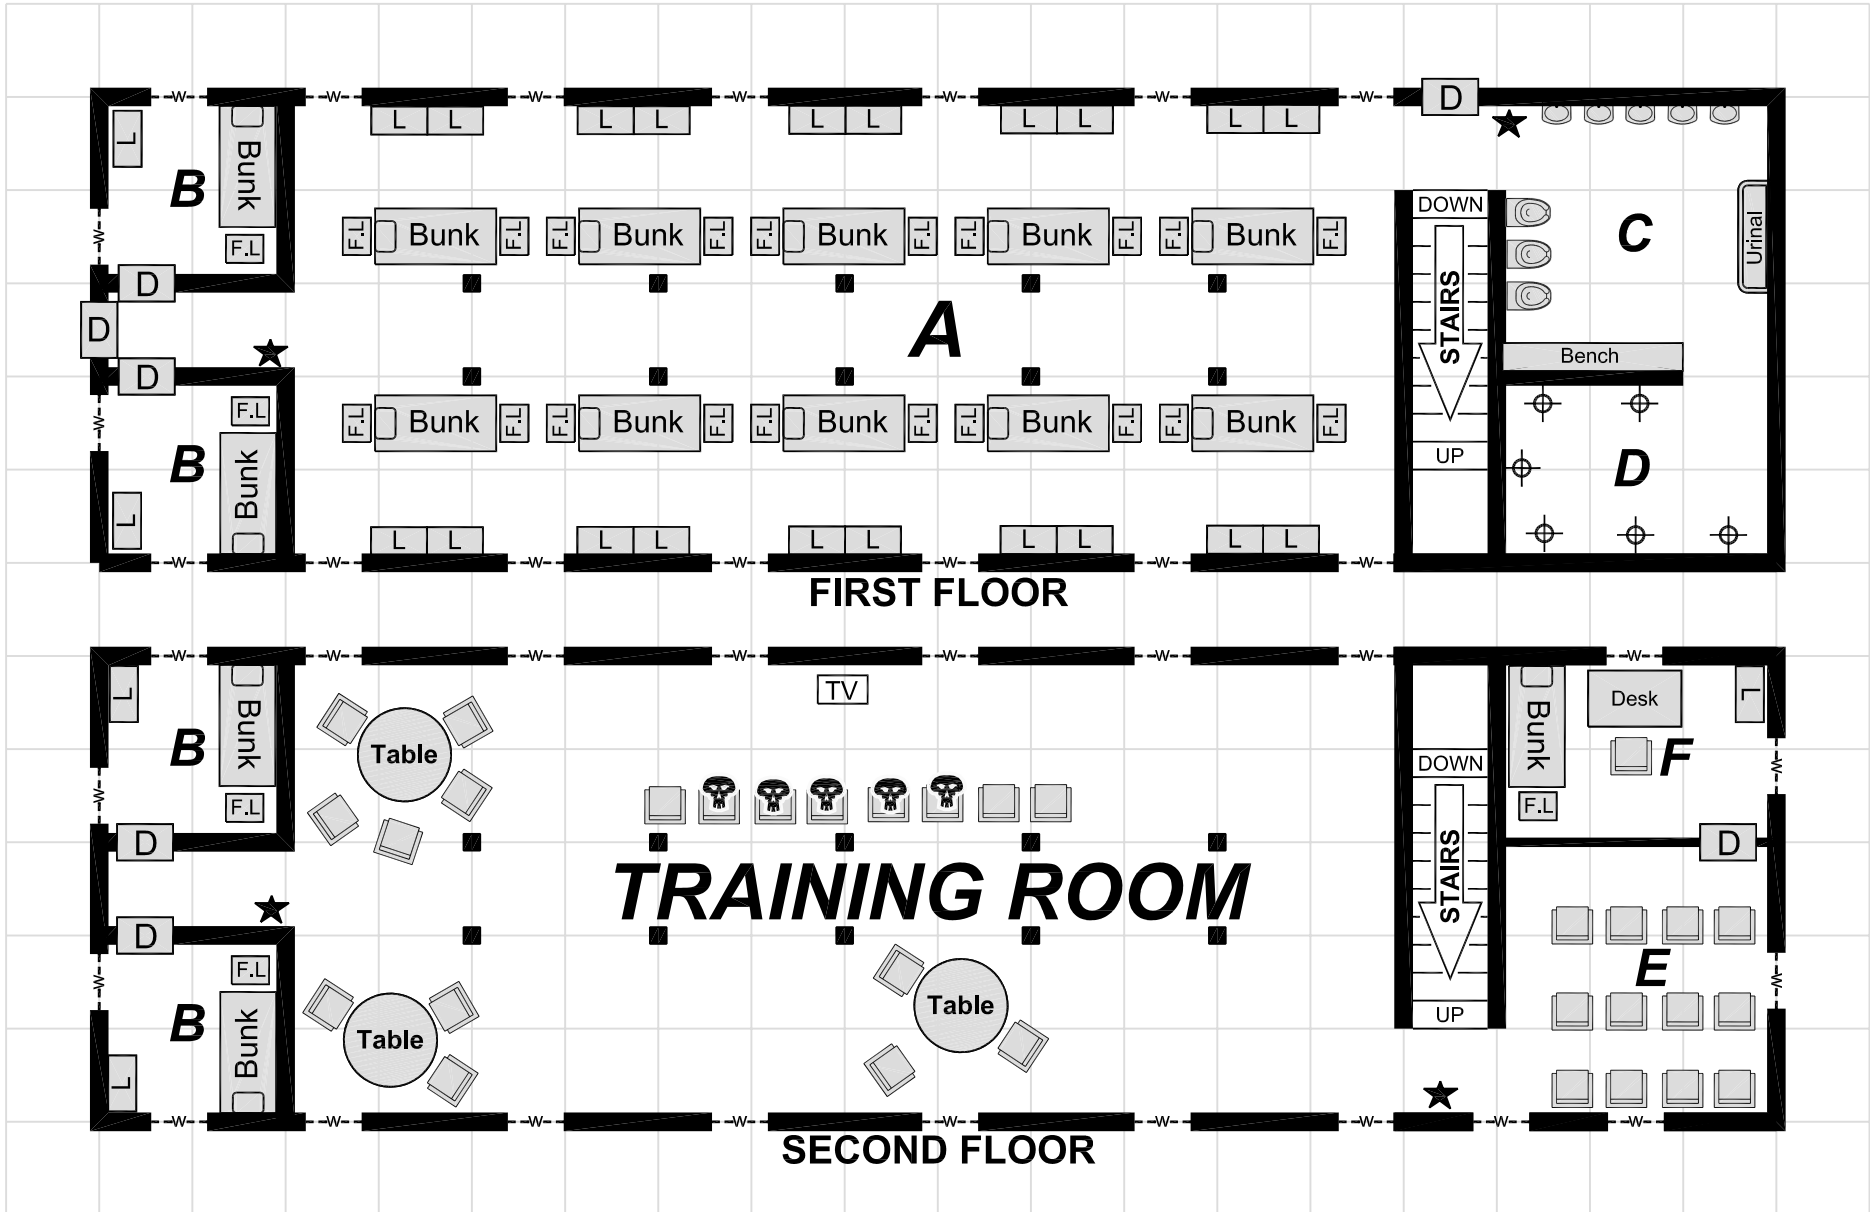 W W W W W W W D
L L L L L L L L L L
L Bunk B F.L
W
F.L Bunk F.L F.L Bunk F.L F.L Bunk F.L F.L Bunk F.L F.L Bunk F.L
DOWN
STAIRS
UP
C
Urinal
D
D
D
A
Bench
W
F.L
B Bunk L
F.L Bunk F.L F.L Bunk F.L F.L Bunk F.L F.L Bunk F.L F.L Bunk F.L
D
L L L L L L L L L L
W W W W W W W
FIRST FLOOR
W W W W W W W W
L Bunk B F.L
TV
Table
W
Bunk Desk L
F
F.L
W
DOWN
STAIRS
UP
D
D
TRAINING ROOM
D
W
F.L
B Bunk L
Table
Table
E
W
W W W W W W W W W
SECOND FLOOR